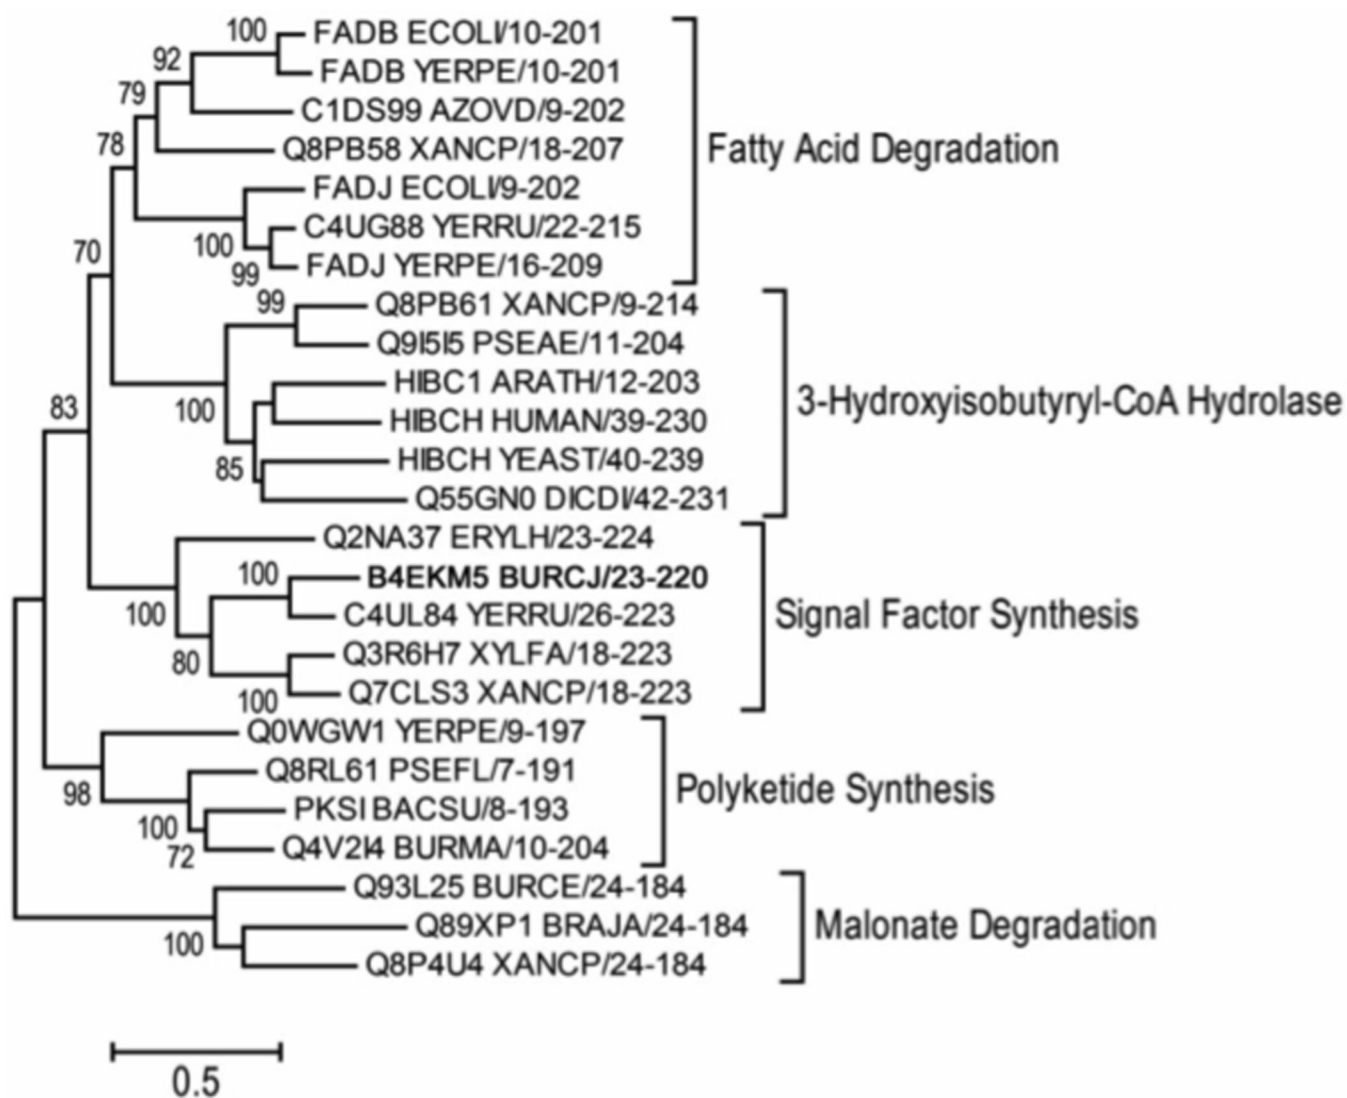 100
FADB ECOLI/10-201
92
FADB YERPE/10-201
79
C1DS99 AZOVD/9-202
78
Q8PB58 XANCP/18-207
Fatty Acid Degradation
FADJ ECOLI/9-202
C4UG88 YERRU/22-215
100
70
FADJ YERPE/16-209
99
99
Q8PB61 XANCP/9-214
Q9I5I5 PSEAE/11-204
HIBC1 ARATH/12-203
3-Hydroxyisobutyryl-CoA Hydrolase
83
100
HIBCH HUMAN/39-230
HIBCH YEAST/40-239
85
Q55GN0 DICDI/42-231
Q2NA37 ERYLH/23-224
100
B4EKM5 BURCJ/23-220
100
C4UL84 YERRU/26-223
Signal Factor Synthesis
Q3R6H7 XYLFA/18-223
80
Q7CLS3 XANCP/18-223
100
Q0WGW1 YERPE/9-197
Q8RL61 PSEFL/7-191
98
Polyketide Synthesis
PKSI BACSU/8-193
100
Q4V2I4 BURMA/10-204
72
Q93L25 BURCE/24-184
Q89XP1 BRAJA/24-184
Malonate Degradation
100
Q8P4U4 XANCP/24-184
0.5